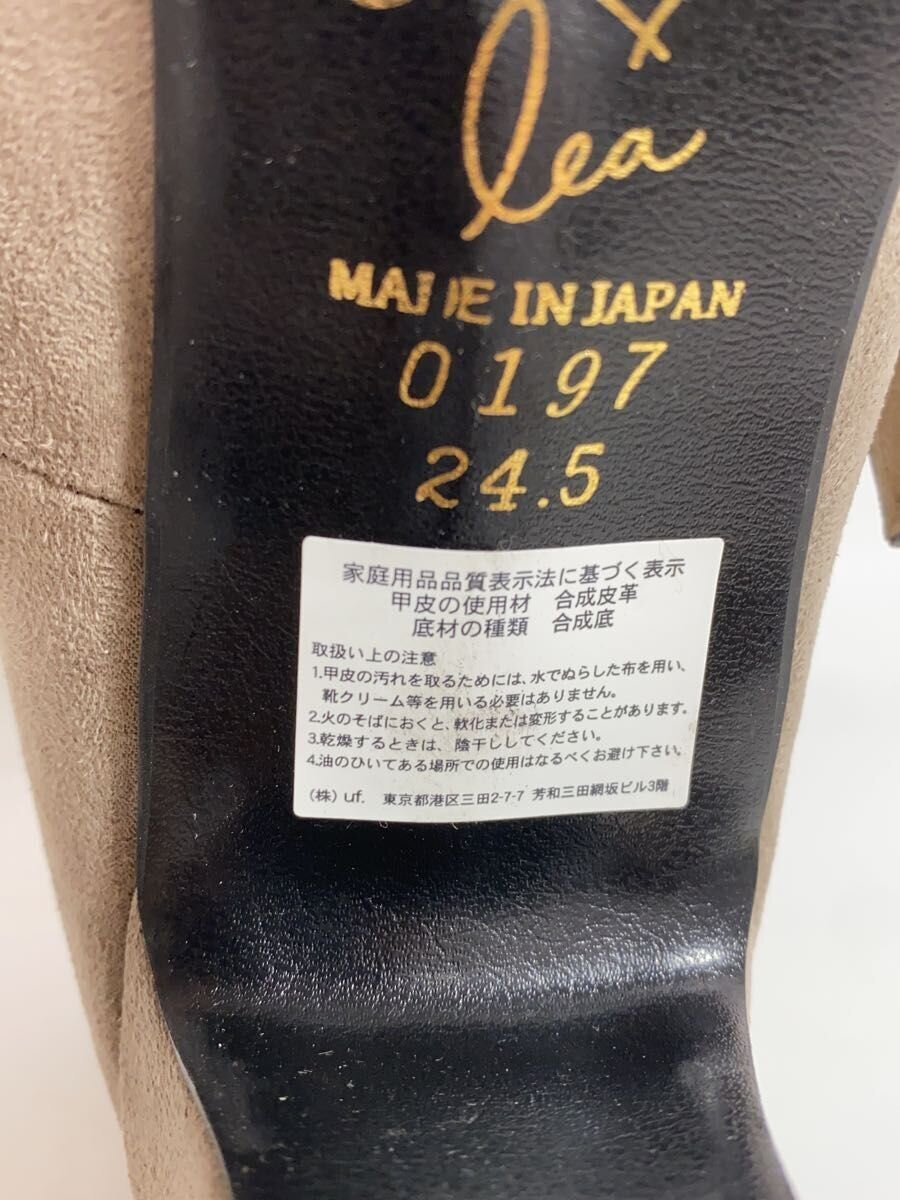 lea
MADE IN JAPAN
0197
24.5
家庭用品品質表示法に基づく表示
甲皮の使用材 合成皮革
底材の種類 合成底
取扱い上の注意
1.甲皮の汚れを取るためには、水でぬらした布を用い、
靴クリーム等を用いる必要はありません。
2.火のそばにおくと、軟化または変形することがあります。
3.乾燥するときは、陰干ししてください。
4.油のひいてある場所での使用はなるべくお避け下さい。
(株) uf. 東京都港区三田2-7-7 芳和三田綱坂ビル3階